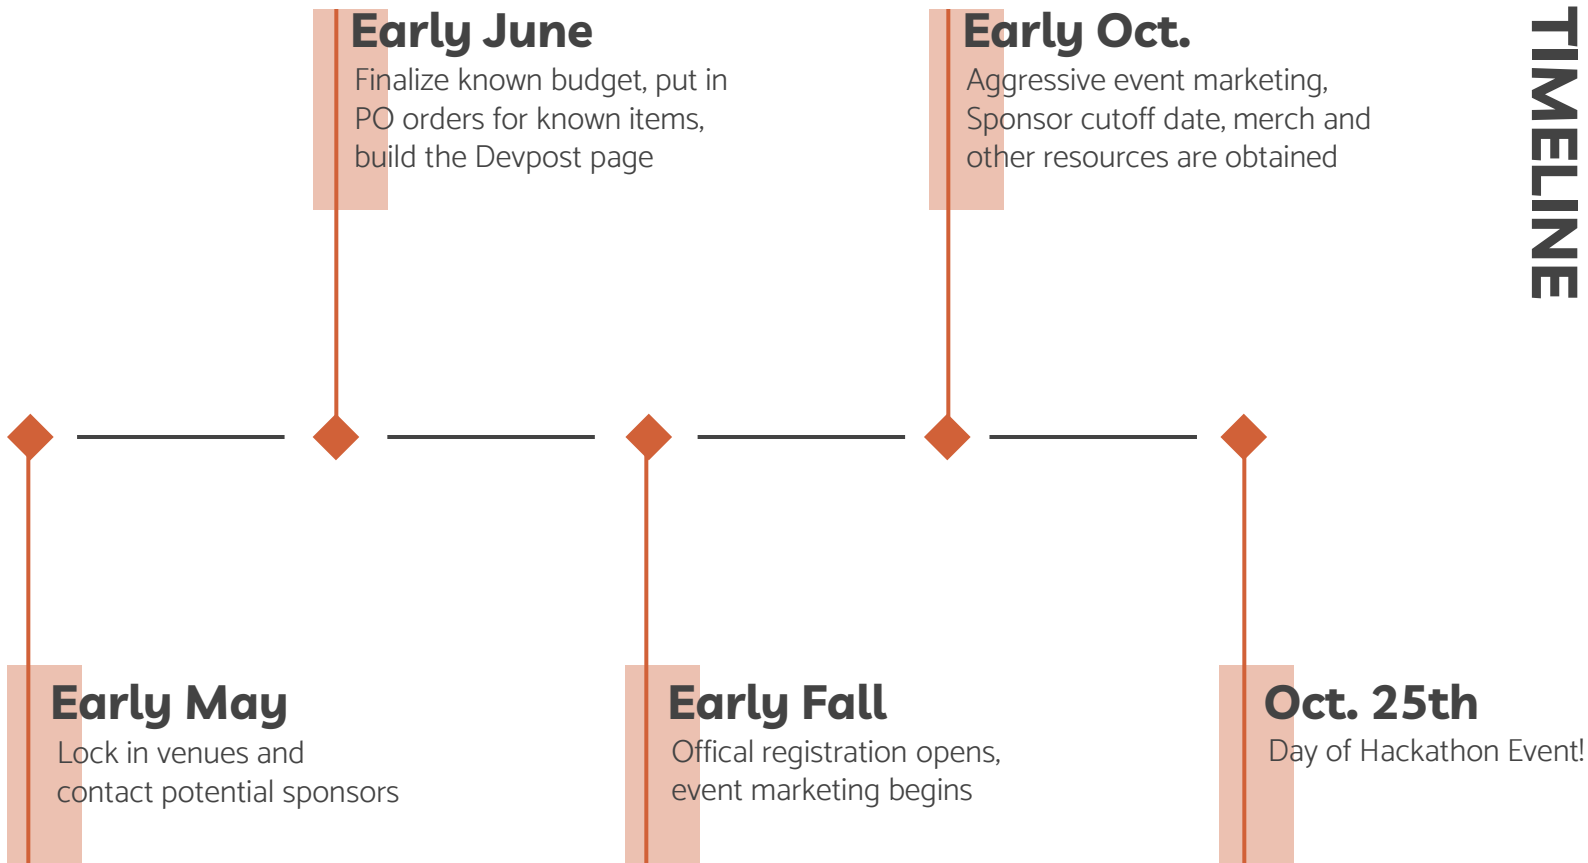 TIMELINE
Early May
Lock in venues and
contact potential sponsors
Early June
Finalize known budget, put in
PO orders for known items,
build the Devpost page
Early Fall
Offical registration opens,
event marketing begins
Early Oct.
Aggressive event marketing,
Sponsor cutoff date, merch and
other resources are obtained
Oct. 25th
Day of Hackathon Event!